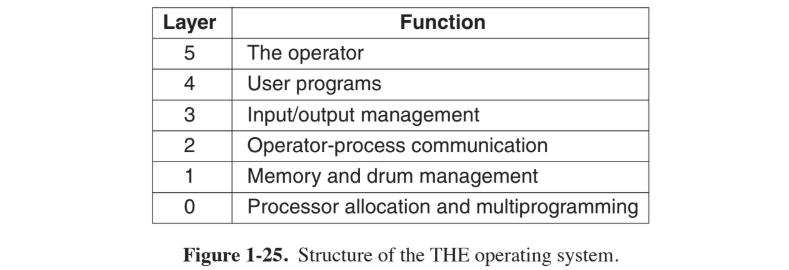 Layer Function
5 The operator
4 User programs
3 Input/output management
2 Operator-process communication
1 Memory and drum management
0 Processor allocation and multiprogramming
Figure 1-25. Structure of the THE operating system.